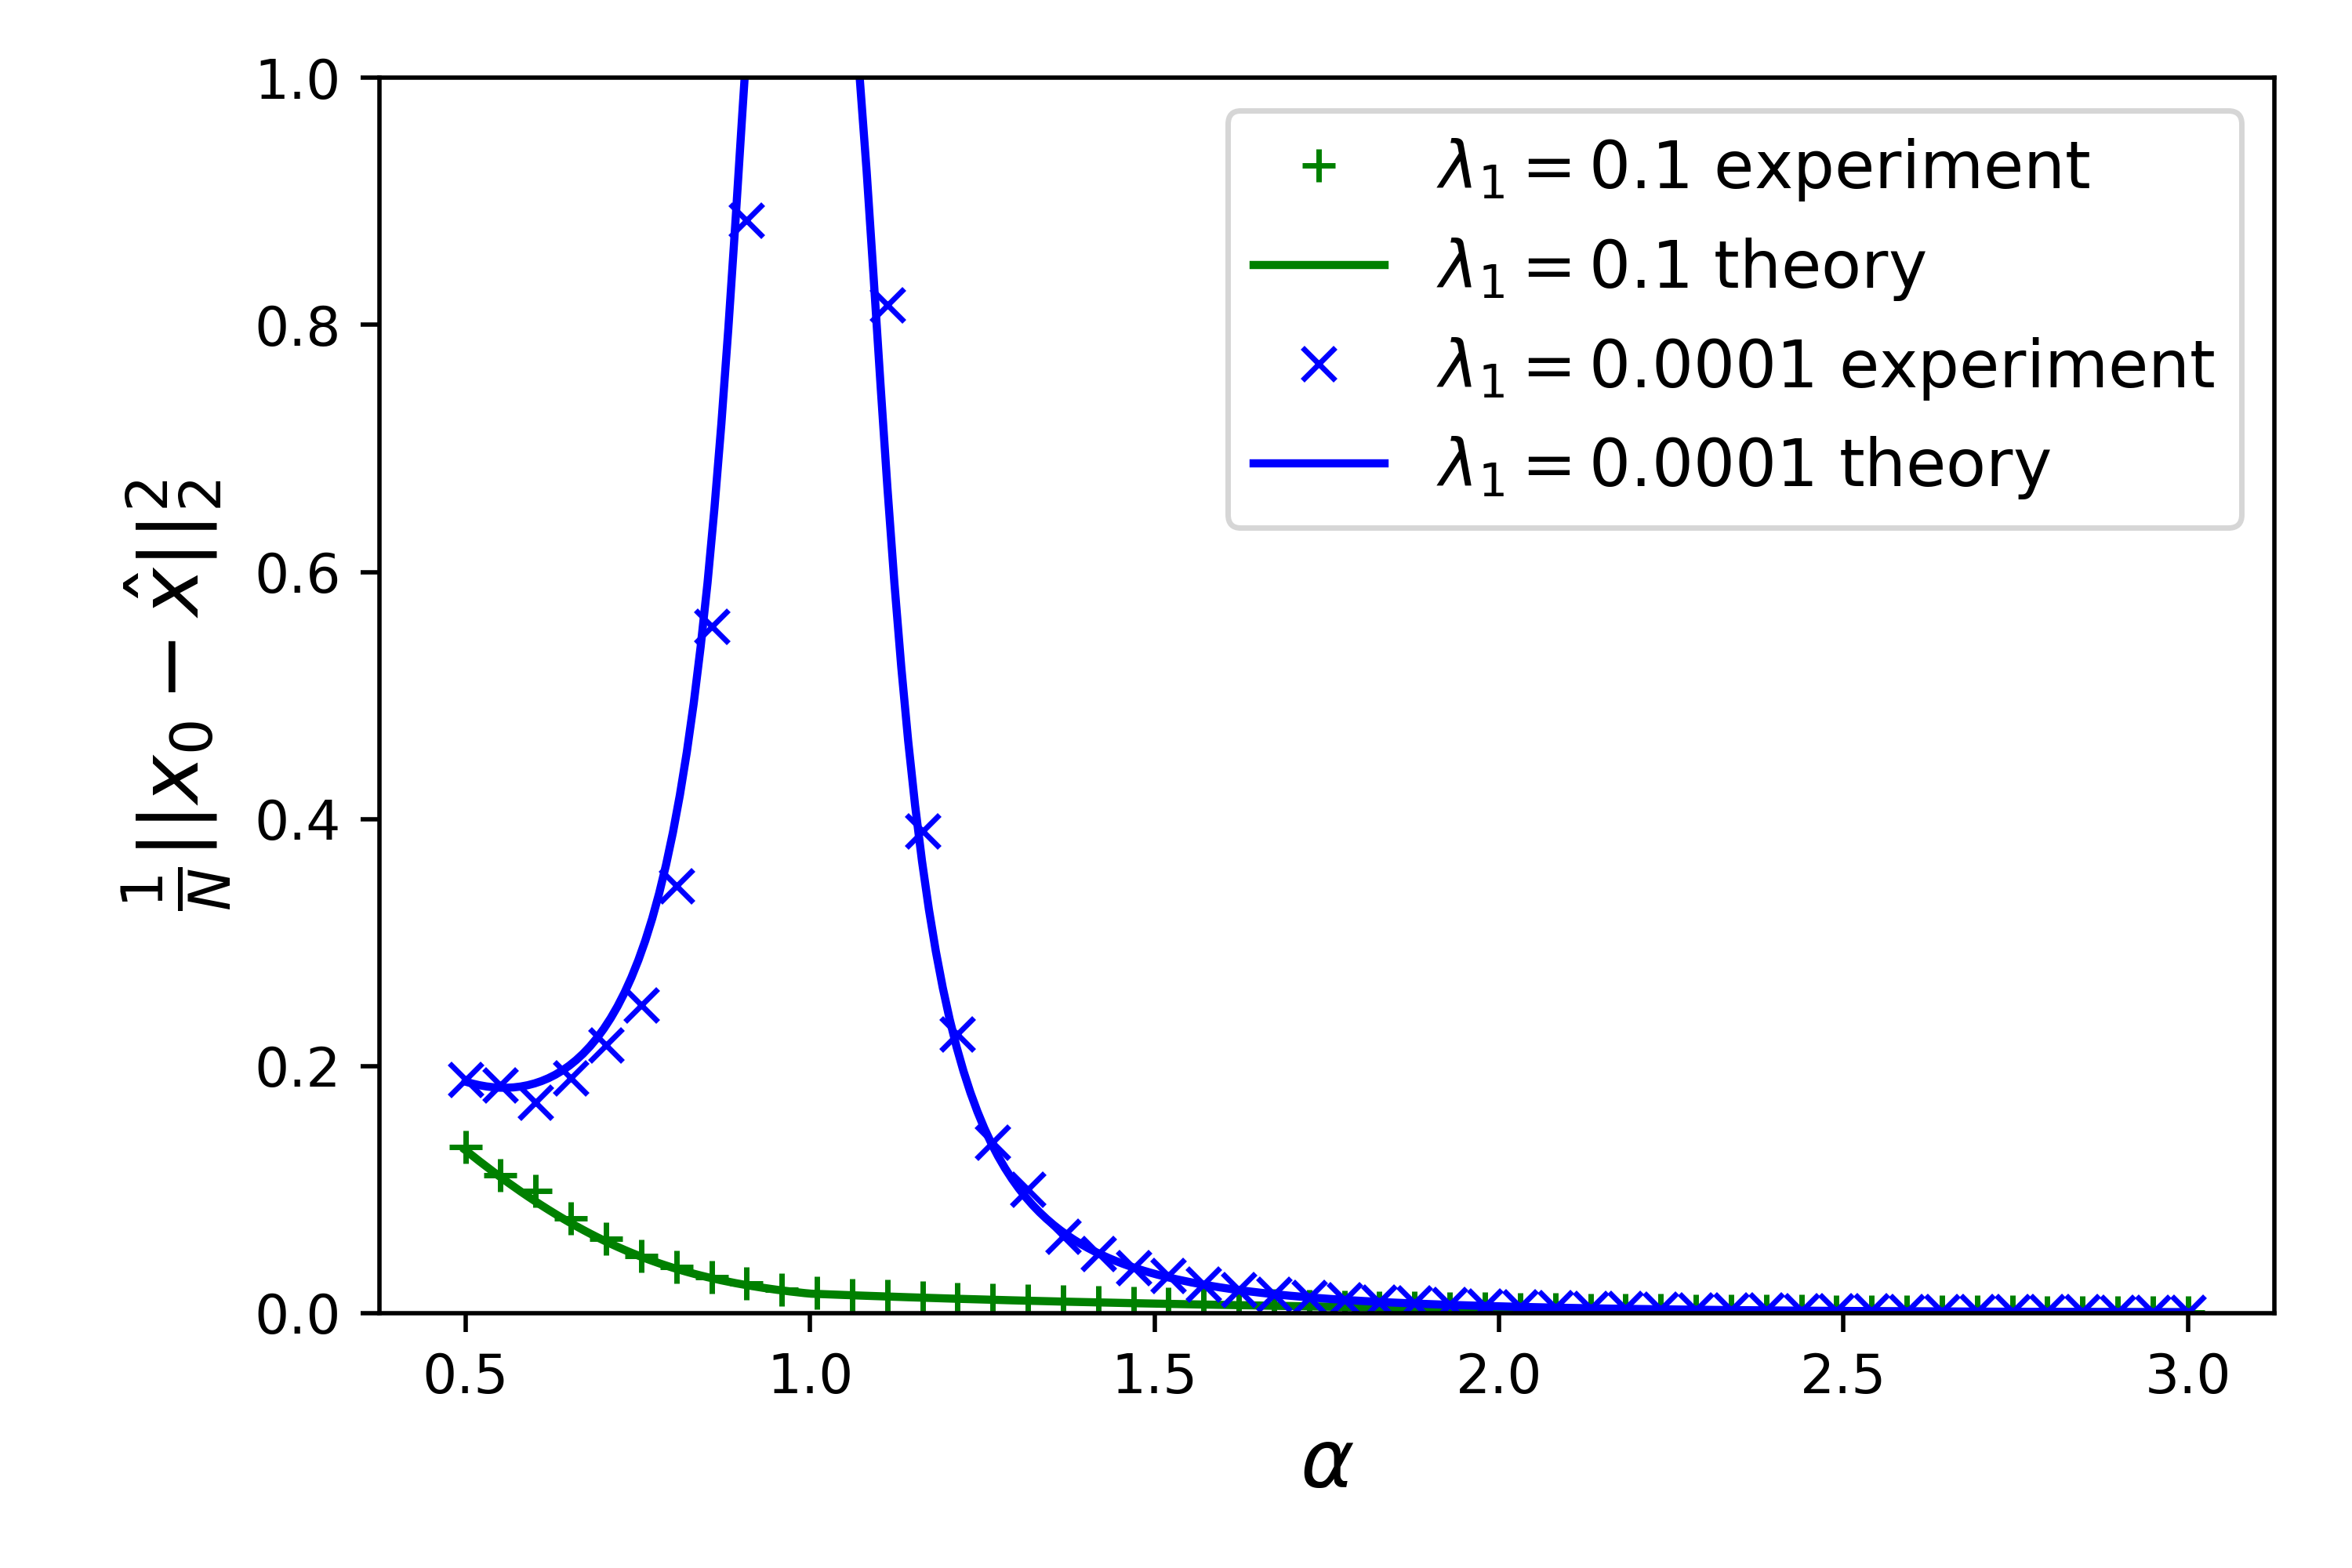 1.0
0.8
0.6
0.4
0.2
0.0
0.5 1.0 1.5 2.0 2.5 3.0
α
\frac{1}{N}||x₀ − x̂||₂²
λ₁ = 0.1 experiment
λ₁ = 0.1 theory
λ₁ = 0.0001 experiment
λ₁ = 0.0001 theory